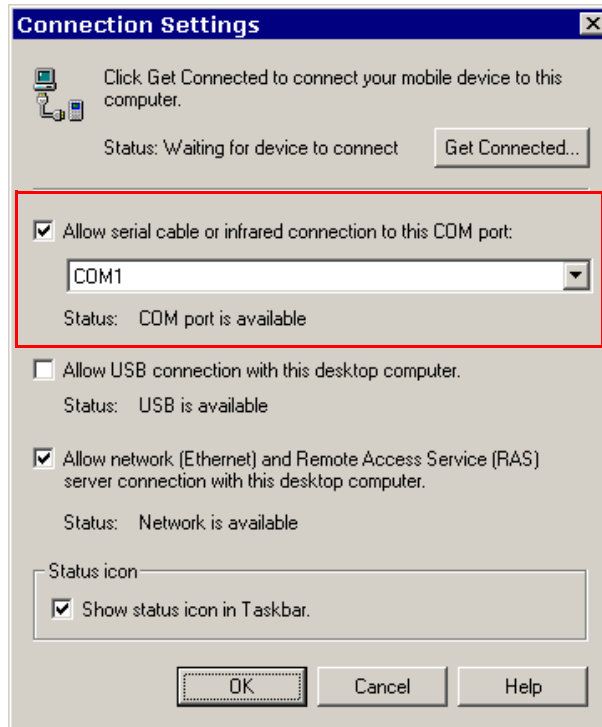 Connection Settings
Click Get Connected to connect your mobile device to this
computer.
Status: Waiting for device to connect
Get Connected...
Allow serial cable or infrared connection to this COM port:
COM1
Status: COM port is available
Allow USB connection with this desktop computer.
Status: USB is available
Allow network (Ethernet) and Remote Access Service (RAS)
server connection with this desktop computer.
Status: Network is available
Status icon
Show status icon in Taskbar.
OK Cancel Help